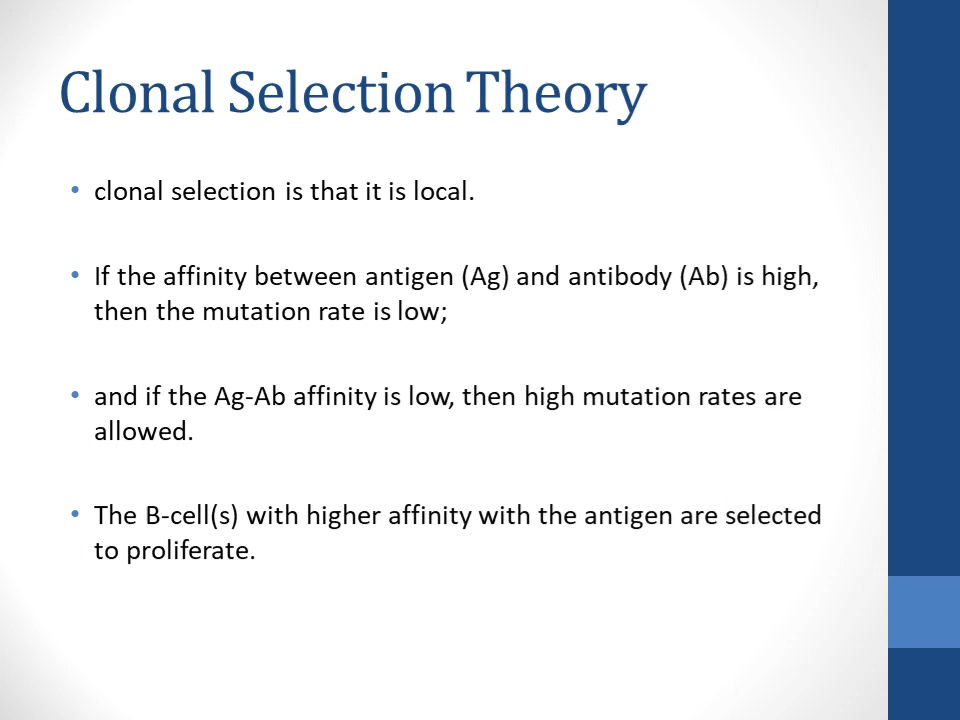 Clonal Selection Theory
• clonal selection is that it is local.
• If the affinity between antigen (Ag) and antibody (Ab) is high,
then the mutation rate is low;
• and if the Ag-Ab affinity is low, then high mutation rates are
allowed.
• The B-cell(s) with higher affinity with the antigen are selected
to proliferate.